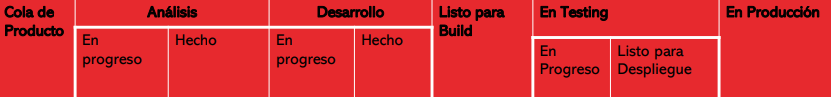 Cola de
Producto
Análisis
En
progreso
Hecho
Desarrollo
En
progreso
Hecho
Listo para
Build
En Testing
En
Progreso
Listo para
Despliegue
En Producción